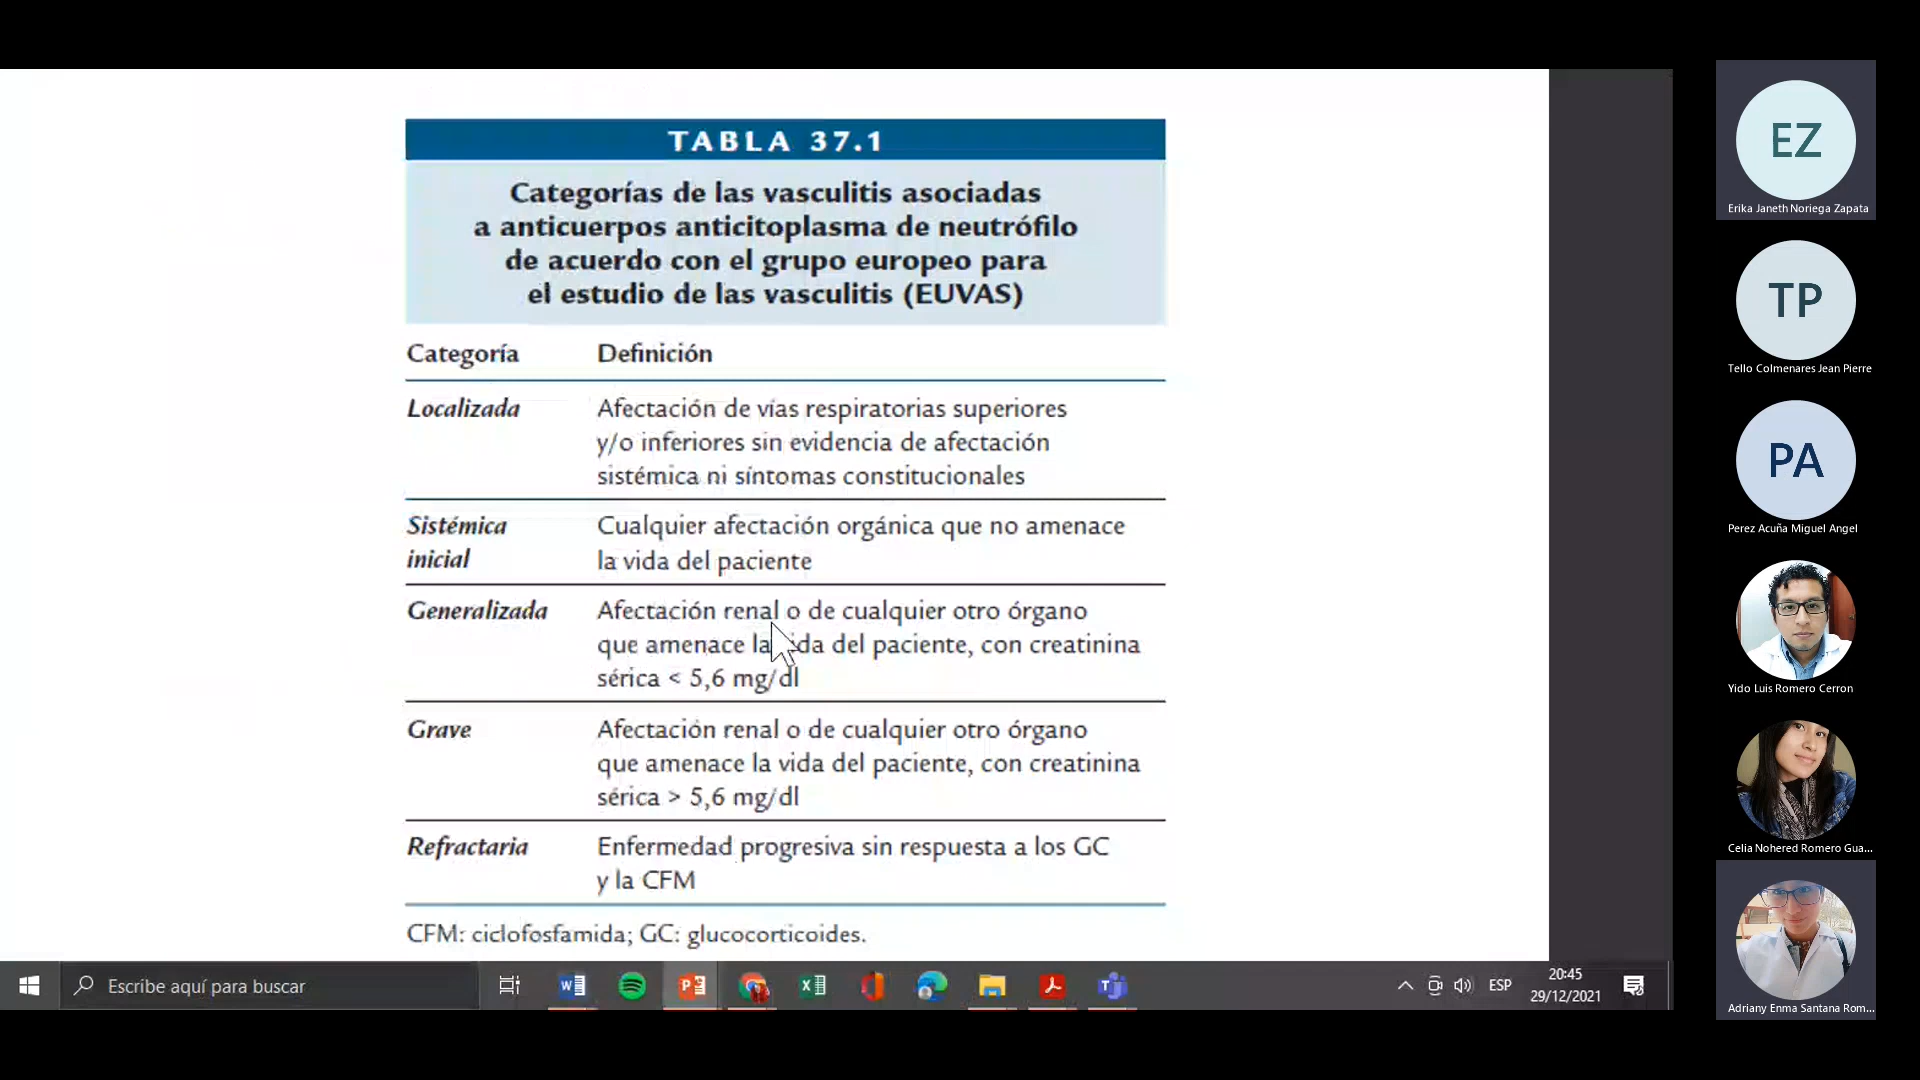 TABLA 37.1
Categorías de las vasculitis asociadas
a anticuerpos anticitoplasma de neutrófilo
de acuerdo con el grupo europeo para
el estudio de las vasculitis (EUVAS)
Categoría Definición
Localizada Afectación de vías respiratorias superiores
y/o inferiores sin evidencia de afectación
sistémica ni síntomas constitucionales
Sistémica Cualquier afectación orgánica que no amenace
inicial la vida del paciente
Generalizada Afectación renal o de cualquier otro órgano
que amenace la vida del paciente, con creatinina
sérica < 5,6 mg/dl
Grave Afectación renal o de cualquier otro órgano
que amenace la vida del paciente, con creatinina
sérica > 5,6 mg/dl
Refractaria Enfermedad progresiva sin respuesta a los GC
y la CFM
CFM: ciclofosfamida; GC: glucocorticoides.
Escribe aquí para buscar
ESP
20:45
29/12/2021
EZ
Erika Janeth Noriega Zapata
TP
Tello Colmenares Jean Pierre
PA
Perez Acuña Miguel Angel
Yido Luis Romero Cerron
Celia Nohered Romero Gua...
Adriany Enma Santana Rom...